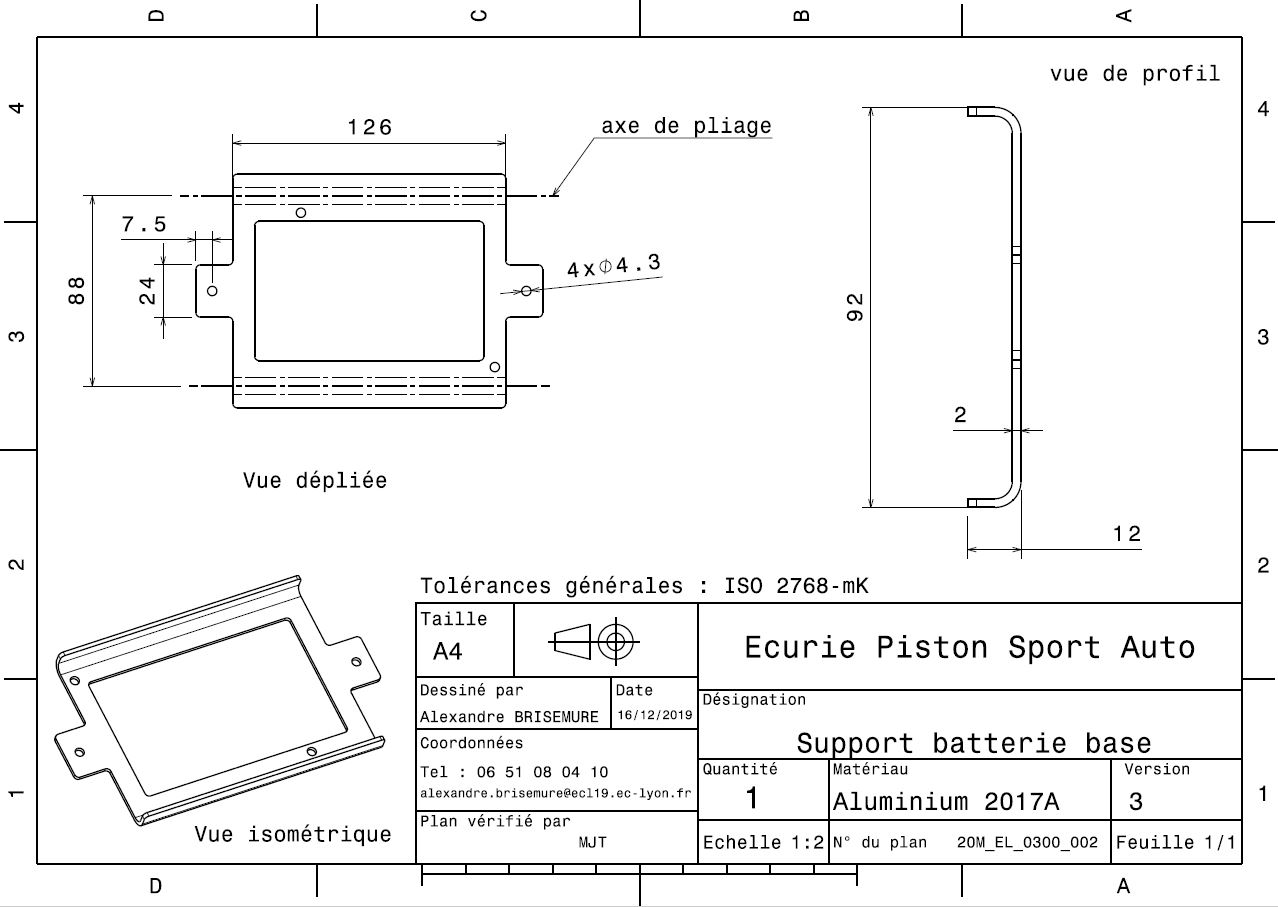 D C B A
vue de profil
4 4
126
axe de pliage
7.5
4xΦ4.3
88
24
92
3 3
2
Vue dépliée
12
2 2
Tolérances générales : ISO 2768-mK
Taille
A4
Ecurie Piston Sport Auto
Dessiné par
Alexandre BRISEMURE
Date
16/12/2019
Désignation
Support batterie base
Coordonnées
Tel : 06 51 08 04 10
alexandre.brisemure@ecl19.ec-lyon.fr
Quantité
1
Matériau
Aluminium 2017A
Version
3
1 1
Plan vérifié par
MJT
Echelle 1:2
N° du plan 20M_EL_0300_002
Feuille 1/1
Vue isométrique
D A